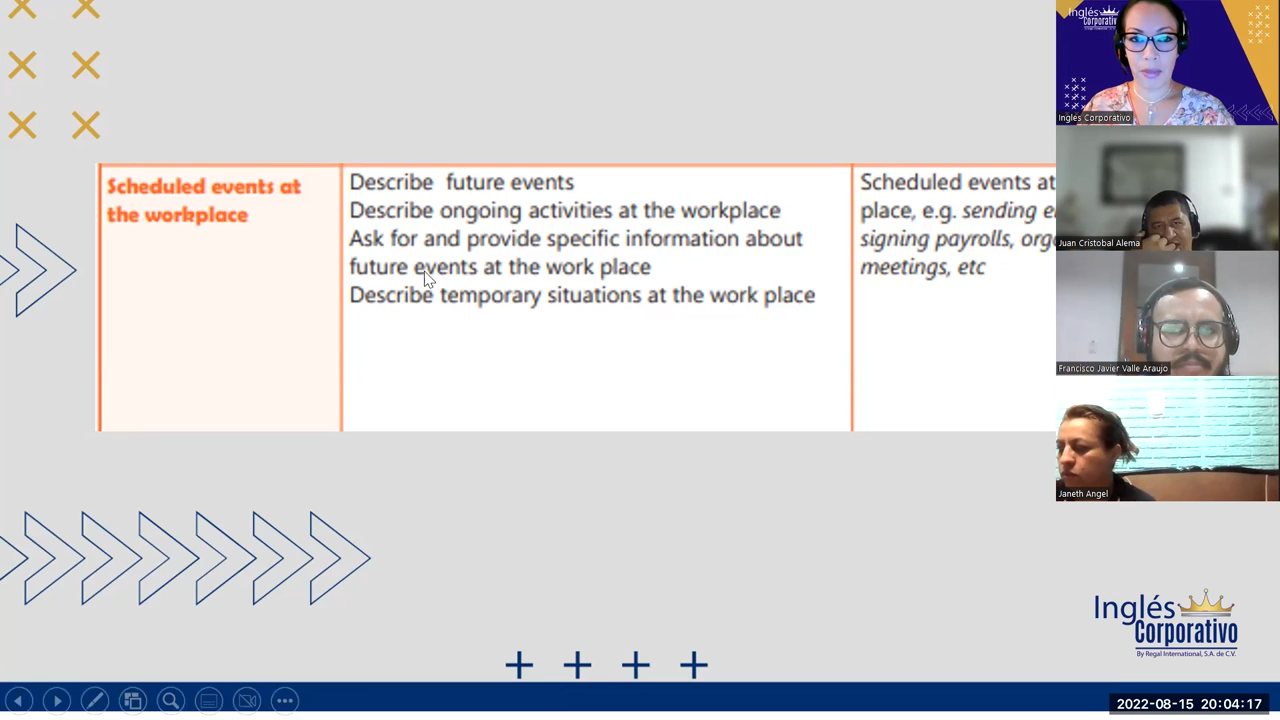 Scheduled events at
the workplace
Describe  future events
Describe ongoing activities at the workplace
Ask for and provide specific information about
future events at the work place
Describe temporary situations at the work place
Scheduled events at
place, e.g. sending e
signing payrolls, org
meetings, etc
Inglés
Corporativo
Inglés Corporativo
Juan Cristobal Alema
Francisco Javier Valle Araujo
Janeth Angel
Inglés
Corporativo
By Regal International, S.A. de C.V.
2022-08-15 20:04:17